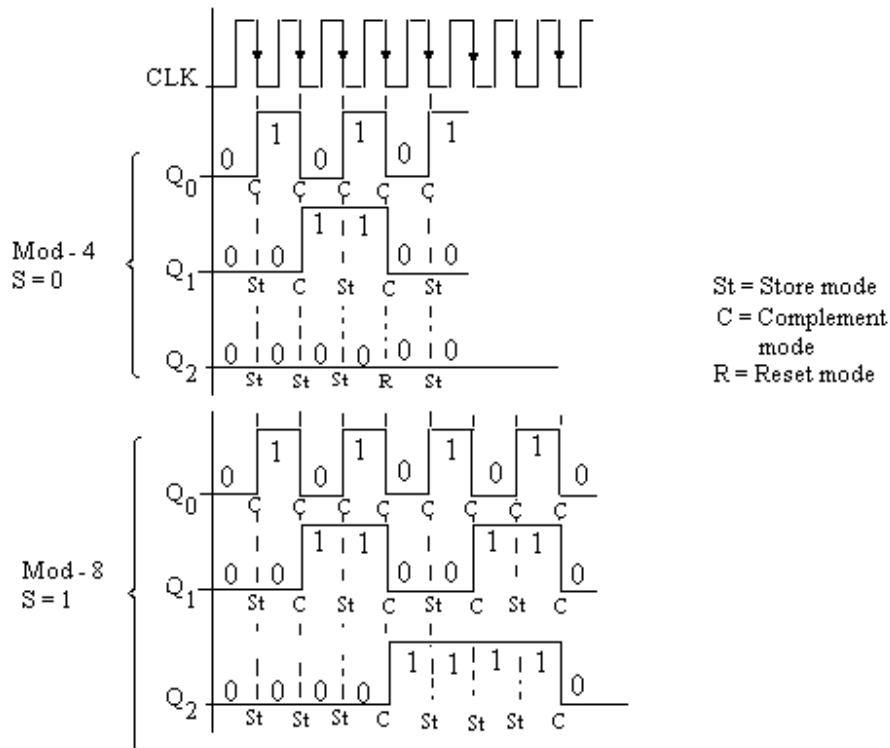 CLK
1 1 1
0 0 0
Q0
C C C C C
1 1
0 0 0 0
Q1
St C St C St
Mod - 4
S = 0
0 0 0 0 0 0
Q2
St St St R St
St = Store mode
C = Complement
mode
R = Reset mode
1 1 1 1
0 0 0 0 0
Q0
C C C C C C C C
1 1 1 1
0 0 0 0 0
Q1
St C St C St C St C
Mod - 8
S = 1
1 1 1 1
0 0 0 0 0
Q2
St St St C St St St C